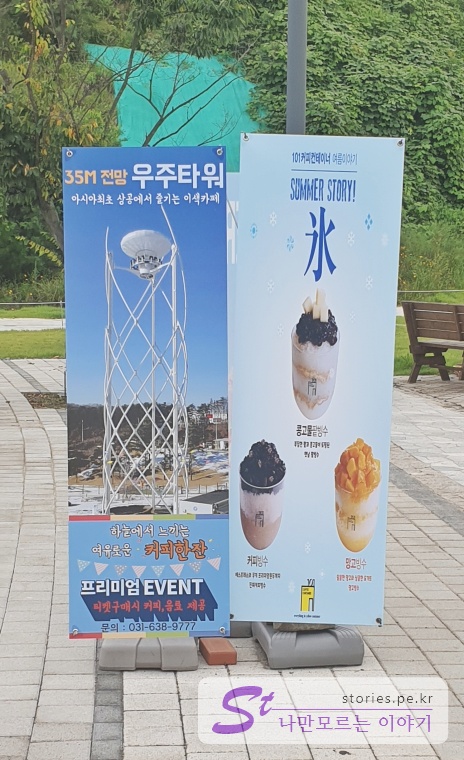 35M 전망 우주타워
아시아최초 상공에서 즐기는 이색카페
하늘에서 느끼는
여유로운 커피한잔
프리미엄 EVENT
티켓구매시 커피,음료 제공
문의 : 031-638-9777
101커피컨테이너 여름이야기
SUMMER STORY!
氷
콩고물팥빙수
커피빙수
망고빙수
101
stories.pe.kr
St 나만모르는 이야기